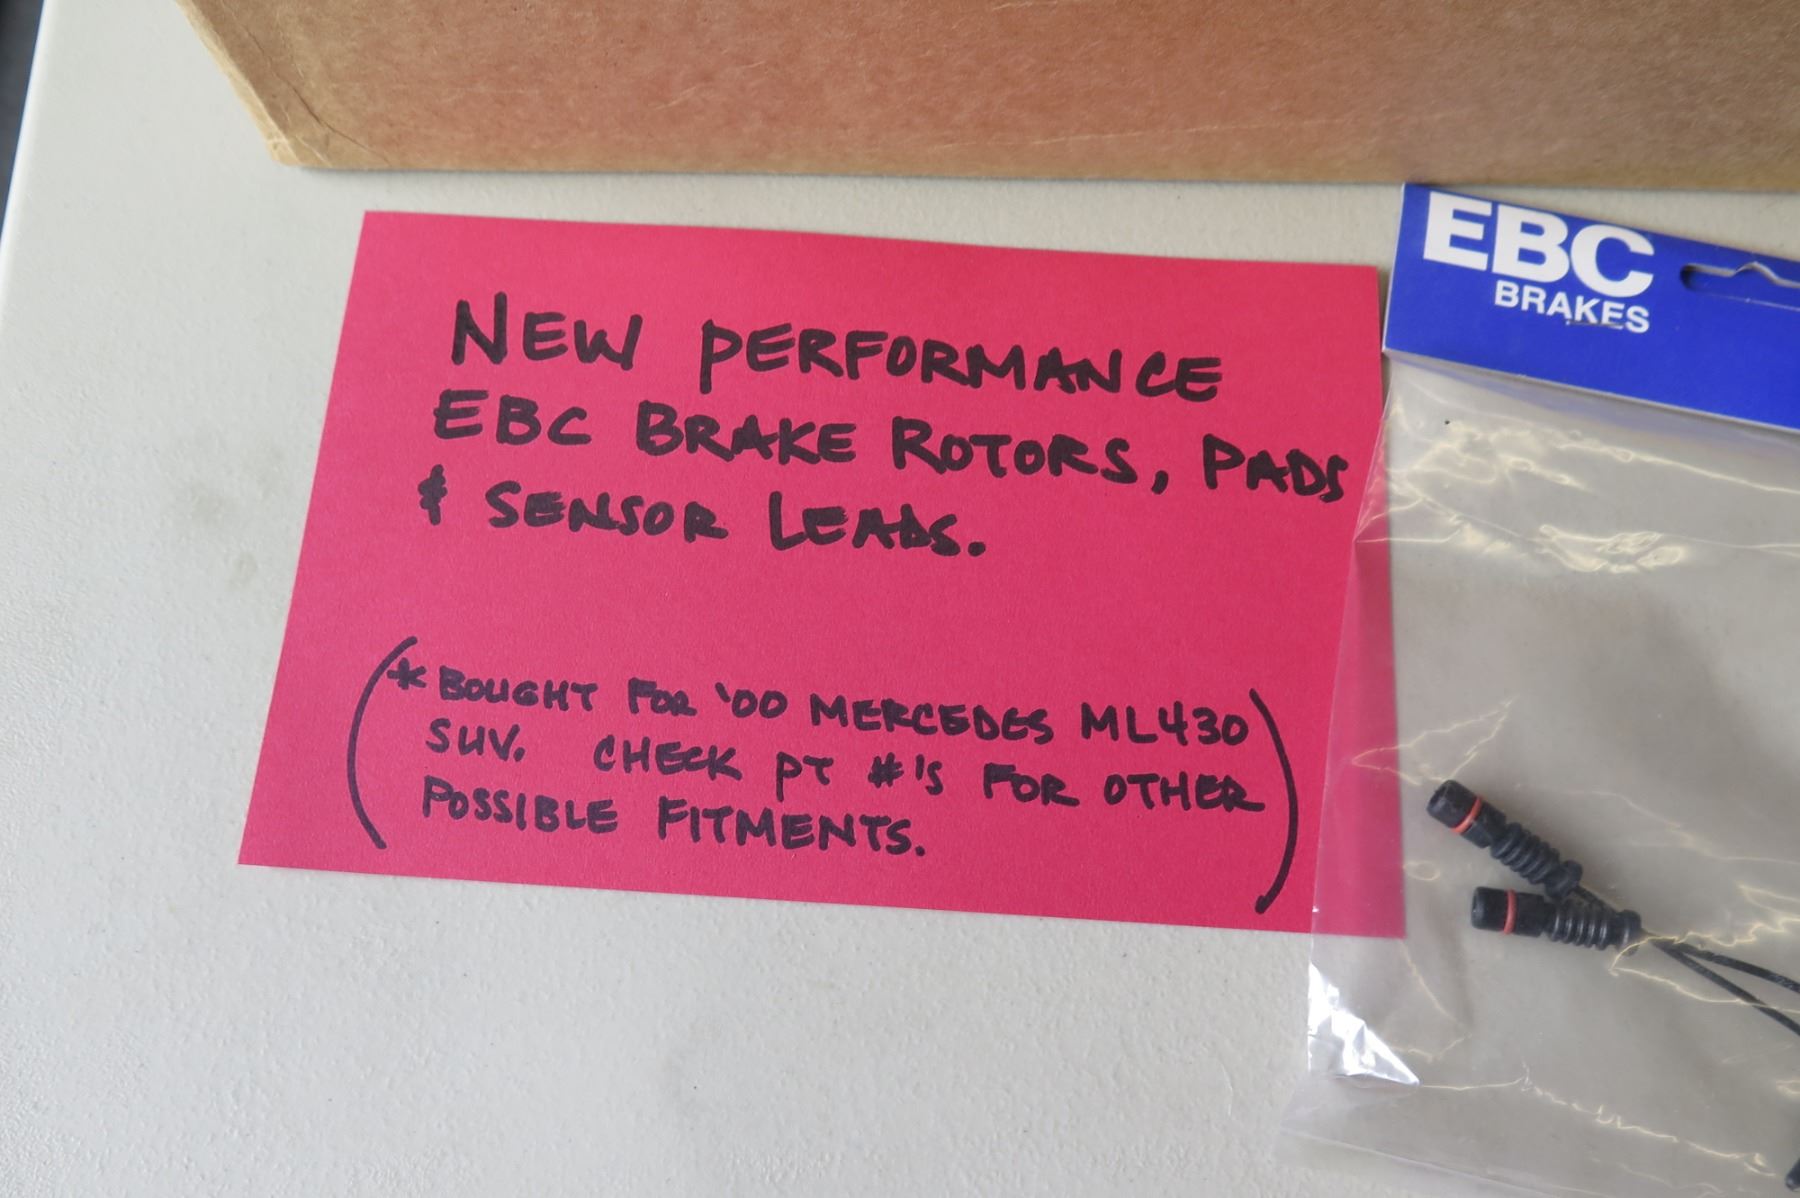 NEW PERFORMANCE
EBC BRAKE ROTORS, PADS
& SENSOR LEADS.
(* BOUGHT FOR '00 MERCEDES ML430
SUV. CHECK PT #'S FOR OTHER
POSSIBLE FITMENTS.)
EBC
BRAKES